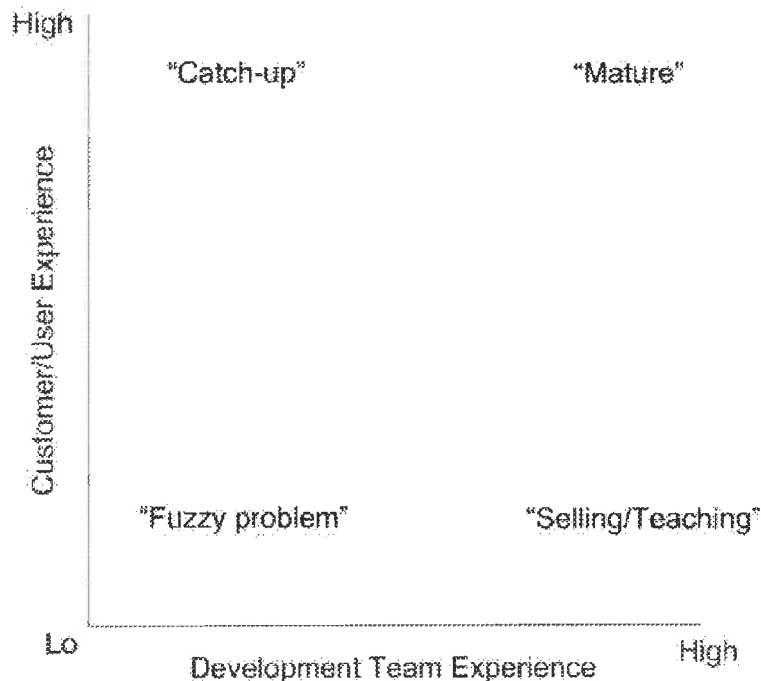 High
"Catch-up" "Mature"
Customer/User Experience
"Fuzzy problem" "Selling/Teaching"
Lo
Development Team Experience
High